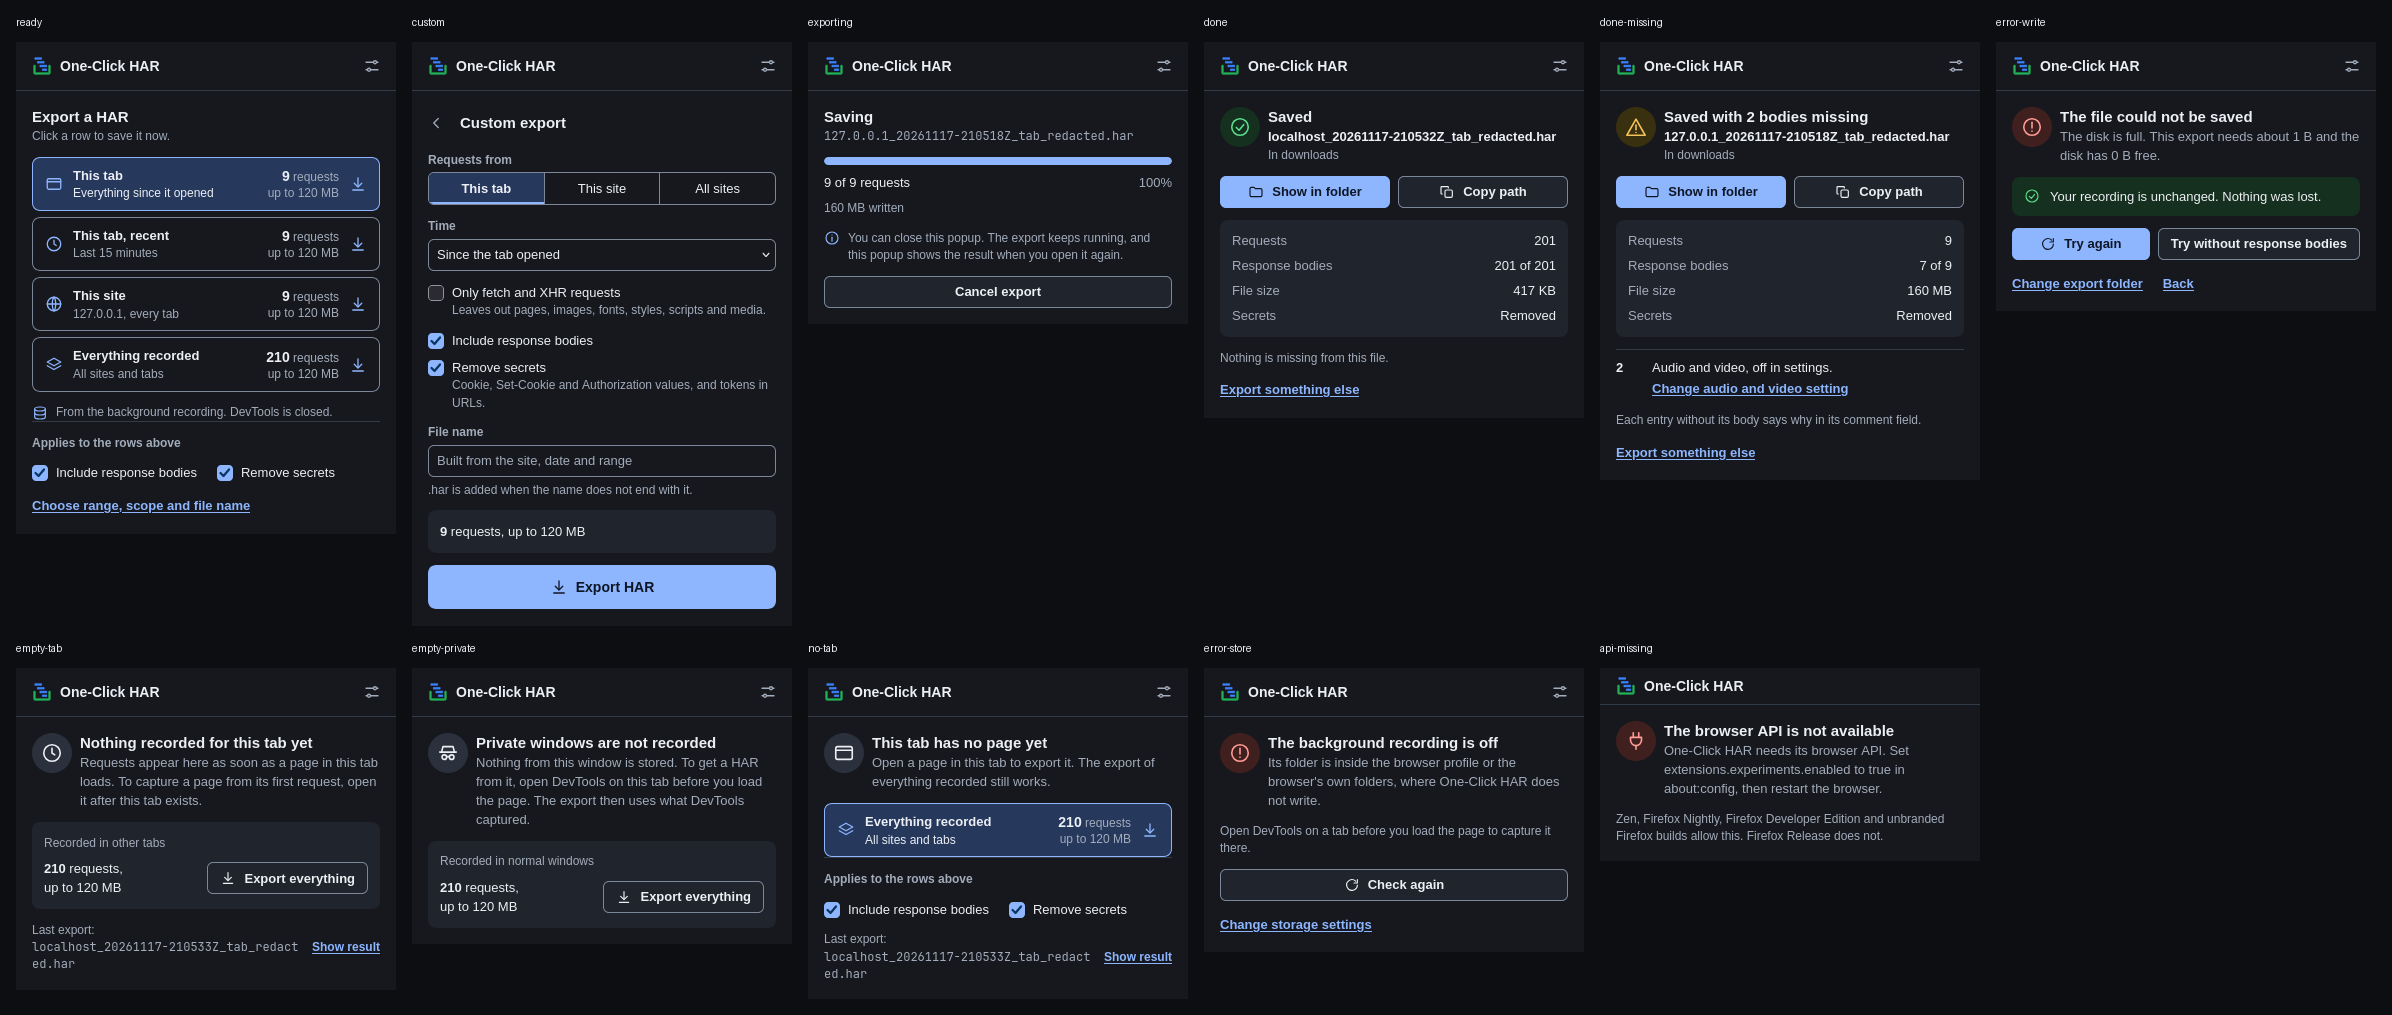 ready
One-Click HAR
Export a HAR
Click a row to save it now.
This tab
9 requests
Everything since it opened
up to 120 MB
This tab, recent
9 requests
Last 15 minutes
up to 120 MB
This site
9 requests
127.0.0.1, every tab
up to 120 MB
Everything recorded
210 requests
All sites and tabs
up to 120 MB
From the background recording. DevTools is closed.
Applies to the rows above
Include response bodies
Remove secrets
Choose range, scope and file name
custom
One-Click HAR
Custom export
Requests from
This tab
This site
All sites
Time
Since the tab opened
Only fetch and XHR requests
Leaves out pages, images, fonts, styles, scripts and media.
Include response bodies
Remove secrets
Cookie, Set-Cookie and Authorization values, and tokens in
URLs.
File name
Built from the site, date and range
.har is added when the name does not end with it.
9 requests, up to 120 MB
Export HAR
exporting
One-Click HAR
Saving
127.0.0.1_20261117-210518Z_tab_redacted.har
9 of 9 requests
100%
160 MB written
You can close this popup. The export keeps running, and
this popup shows the result when you open it again.
Cancel export
done
One-Click HAR
Saved
localhost_20261117-210532Z_tab_redacted.har
In downloads
Show in folder
Copy path
Requests
201
Response bodies
201 of 201
File size
417 KB
Secrets
Removed
Nothing is missing from this file.
Export something else
done-missing
One-Click HAR
Saved with 2 bodies missing
127.0.0.1_20261117-210518Z_tab_redacted.har
In downloads
Show in folder
Copy path
Requests
9
Response bodies
7 of 9
File size
160 MB
Secrets
Removed
2
Audio and video, off in settings.
Change audio and video setting
Each entry without its body says why in its comment field.
Export something else
error-write
One-Click HAR
The file could not be saved
The disk is full. This export needs about 1 B and the
disk has 0 B free.
Your recording is unchanged. Nothing was lost.
Try again
Try without response bodies
Change export folder
Back
empty-tab
One-Click HAR
Nothing recorded for this tab yet
Requests appear here as soon as a page in this tab
loads. To capture a page from its first request, open
it after this tab exists.
Recorded in other tabs
210 requests,
up to 120 MB
Export everything
Last export:
localhost_20261117-210533Z_tab_redact
ed.har
Show result
empty-private
One-Click HAR
Private windows are not recorded
Nothing from this window is stored. To get a HAR
from it, open DevTools on this tab before you load
the page. The export then uses what DevTools
captured.
Recorded in normal windows
210 requests,
up to 120 MB
Export everything
no-tab
One-Click HAR
This tab has no page yet
Open a page in this tab to export it. The export of
everything recorded still works.
Everything recorded
210 requests
All sites and tabs
up to 120 MB
Applies to the rows above
Include response bodies
Remove secrets
Last export:
localhost_20261117-210533Z_tab_redact
ed.har
Show result
error-store
One-Click HAR
The background recording is off
Its folder is inside the browser profile or the
browser's own folders, where One-Click HAR does
not write.
Open DevTools on a tab before you load the page to capture it
there.
Check again
Change storage settings
api-missing
One-Click HAR
The browser API is not available
One-Click HAR needs its browser API. Set
extensions.experiments.enabled to true in
about:config, then restart the browser.
Zen, Firefox Nightly, Firefox Developer Edition and unbranded
Firefox builds allow this. Firefox Release does not.